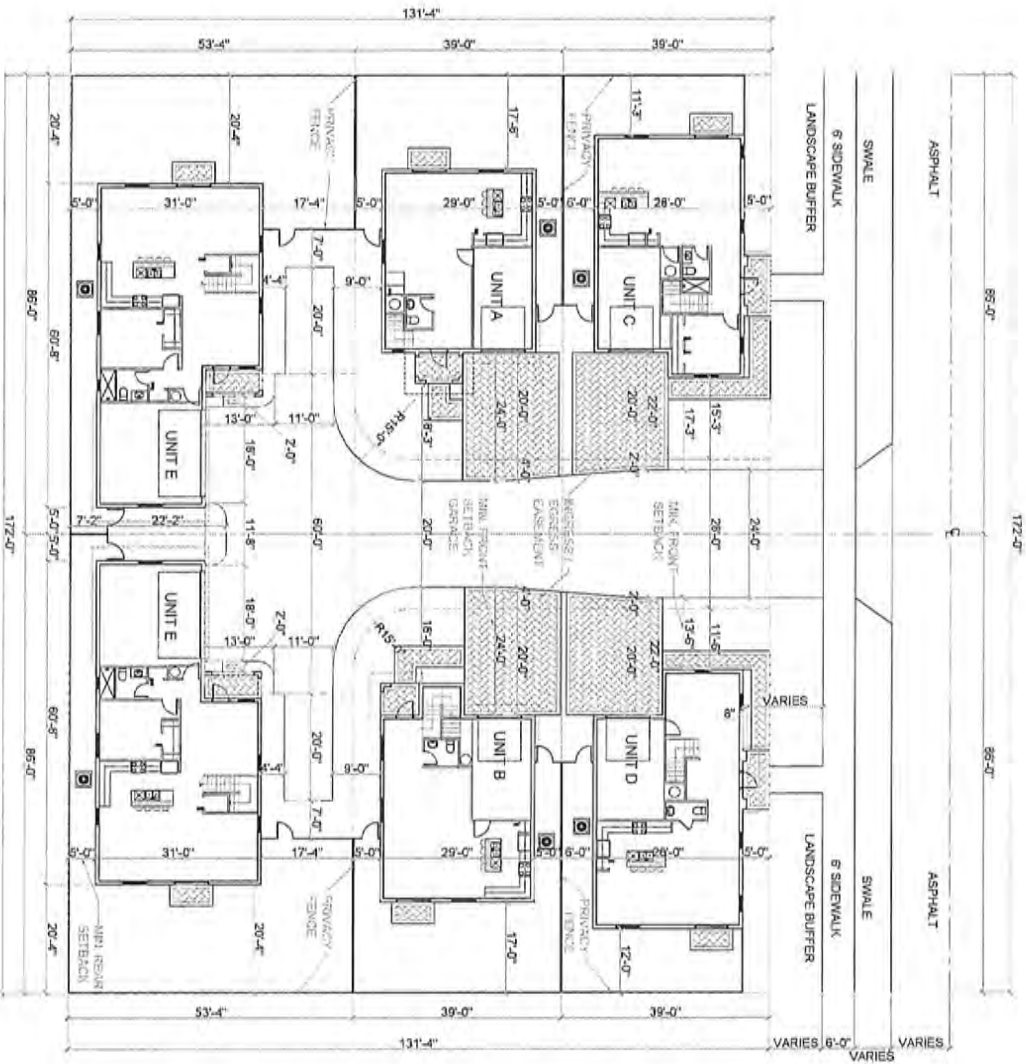 131'-4"
53'-4"
39'-0"
39'-0"
20'-4"
20'-4"
PRIVACY
FENCE
17'-6"
PRIVACY
FENCE
11'-3"
LANDSCAPE BUFFER
6' SIDEWALK
SWALE
ASPHALT
5'-0"
31'-0"
17'-4"
5'-0"
29'-0"
5'-0"
6'-0"
26'-0"
5'-0"
7'-0"
4'-4"
20'-0"
9'-0"
UNIT A
UNIT C
86'-0"
60'-8"
86'-0"
172'-0"
172'-0"
13'-0"
11'-0"
R15'-0"
18'-3"
24'-0"
20'-0"
22'-0"
20'-0"
17'-3"
15'-3"
UNIT E
2'-0"
18'-0"
4'-0"
2'-0"
7'-2"
22'-2"
5'-0"
5'-0"
11'-8"
60'-0"
20'-0"
MIN. FRONT
SETBACK
GARAGE
INGRESS /
EGRESS
EASEMENT
MIN. FRONT
SETBACK
26'-0"
24'-0"
UNIT E
18'-0"
2'-0"
13'-0"
11'-0"
R15'
18'-0"
4'-0"
24'-0"
20'-0"
2'-0"
22'-0"
20'-0"
13'-6"
11'-6"
VARIES
UNIT B
UNIT D
60'-8"
86'-0"
86'-0"
4'-4"
20'-0"
9'-0"
7'-0"
5'-0"
31'-0"
17'-4"
5'-0"
29'-0"
5'-0"
6'-0"
26'-0"
5'-0"
LANDSCAPE BUFFER
6' SIDEWALK
SWALE
ASPHALT
20'-4"
MIN. REAR
SETBACK
20'-4"
PRIVACY
FENCE
17'-0"
PRIVACY
FENCE
12'-0"
53'-4"
39'-0"
39'-0"
131'-4"
VARIES
6'-0"
VARIES
VARIES